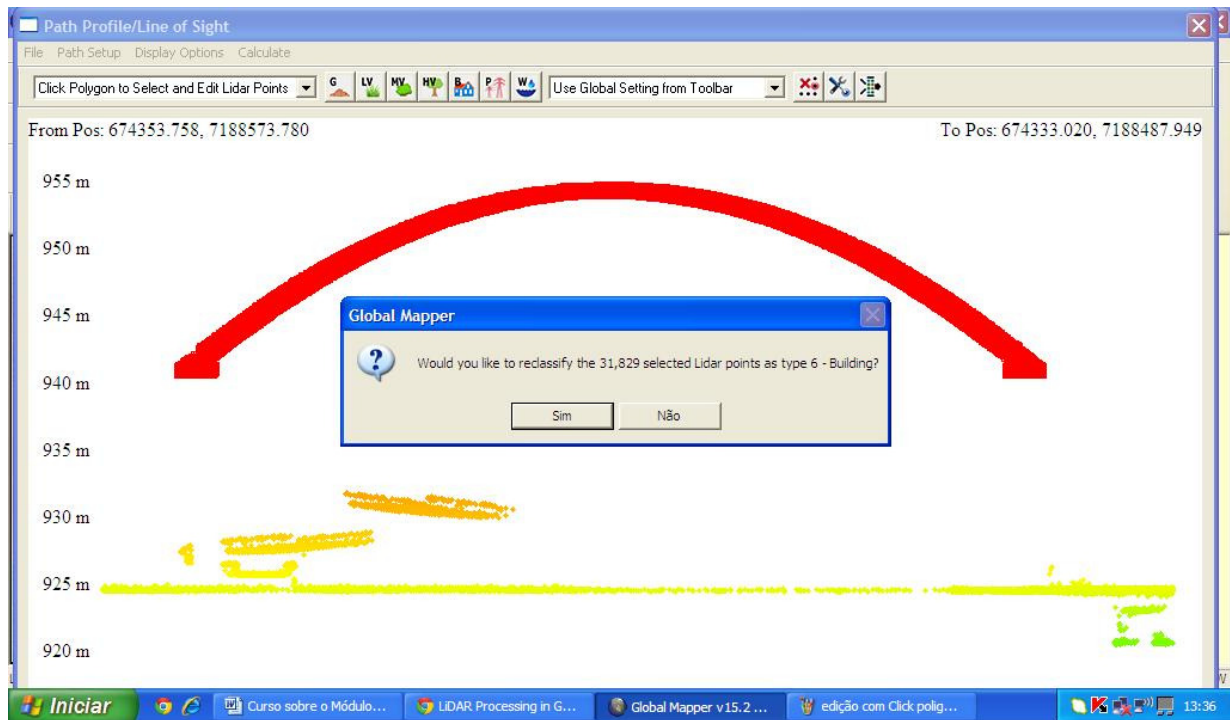 Path Profile/Line of Sight
File Path Setup Display Options Calculate
Click Polygon to Select and Edit Lidar Points G LV MV HV B P W Use Global Setting from Toolbar
From Pos: 674353.758, 7188573.780 To Pos: 674333.020, 7188487.949
955 m
950 m
945 m
Global Mapper
Would you like to reclassify the 31,829 selected Lidar points as type 6 - Building?
940 m
Sim Não
935 m
930 m
925 m
920 m
Iniciar Curso sobre o Módulo... LiDAR Processing in G... Global Mapper v15.2 ... edição com Click polig... 13:36